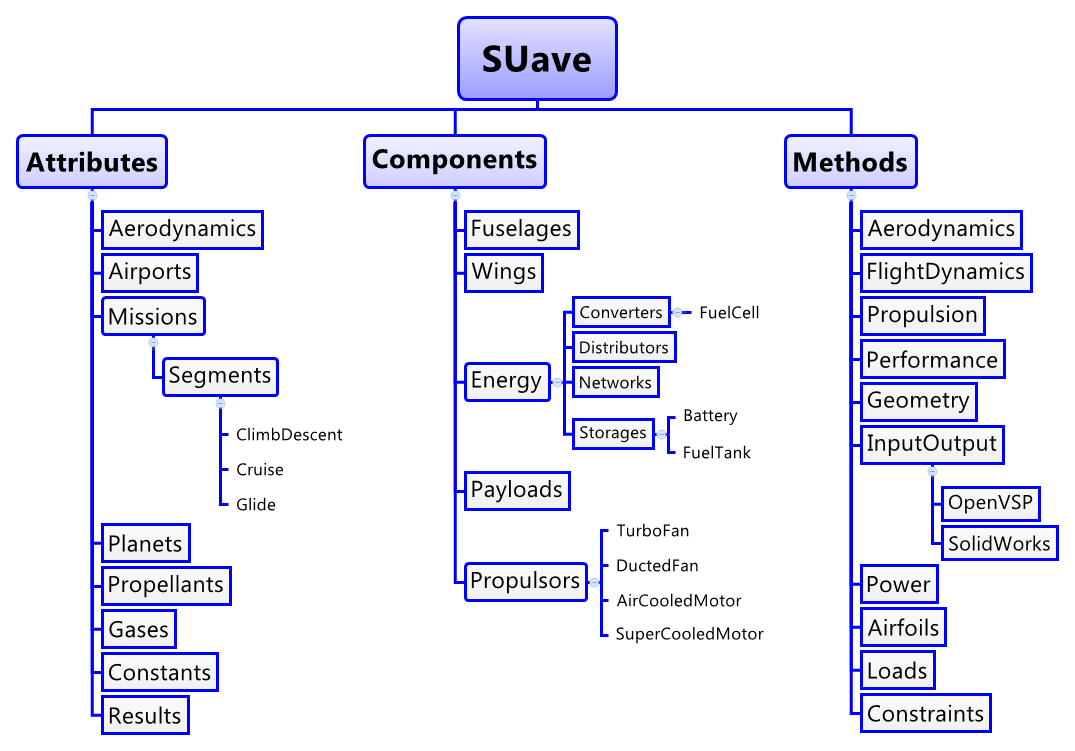 SUave
Attributes
Aerodynamics
Airports
Missions
Segments
ClimbDescent
Cruise
Glide
Planets
Propellants
Gases
Constants
Results
Components
Fuselages
Wings
Energy
Converters
FuelCell
Distributors
Networks
Storages
Battery
FuelTank
Payloads
Propulsors
TurboFan
DuctedFan
AirCooledMotor
SuperCooledMotor
Methods
Aerodynamics
FlightDynamics
Propulsion
Performance
Geometry
InputOutput
OpenVSP
SolidWorks
Power
Airfoils
Loads
Constraints